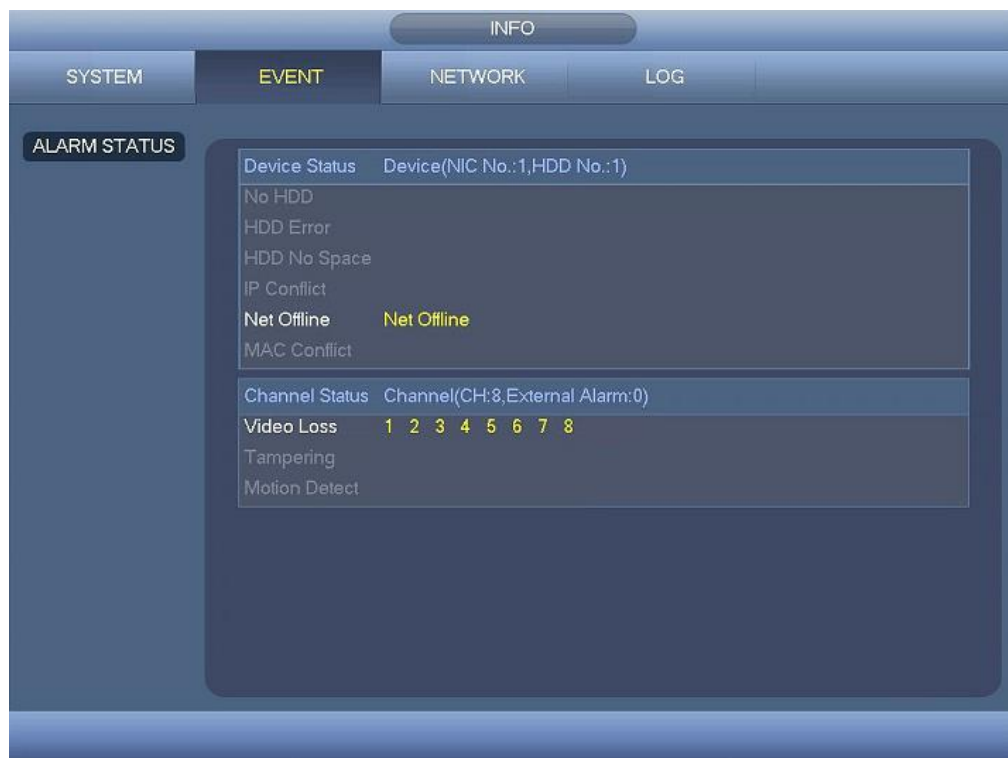 INFO
SYSTEM EVENT NETWORK LOG
ALARM STATUS
Device Status Device(NIC No.:1,HDD No.:1)
No HDD
HDD Error
HDD No Space
IP Conflict
Net Offline Net Offline
MAC Conflict
Channel Status Channel(CH:8,External Alarm:0)
Video Loss 1 2 3 4 5 6 7 8
Tampering
Motion Detect